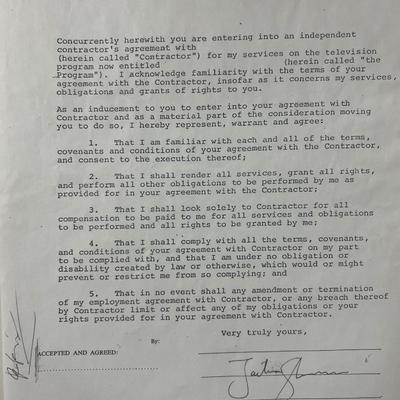 Concurrently herewith you are entering into an independent
contractor's agreement with
(herein called "Contractor") for my services on the television
program now entitled (herein called "the
Program"). I acknowledge familiarity with the terms of your
agreement with the Contractor, insofar as it concerns my services,
obligations and grants of rights to you.
As an inducement to you to enter into your agreement with
Contractor and as a material part of the consideration moving
you to do so, I hereby represent, warrant and agree:
1. That I am familiar with each and all of the terms,
covenants and conditions of your agreement with the Contractor,
and consent to the execution thereof;
2. That I shall render all services, grant all rights,
and perform all other obligations to be performed by me as
provided for in your agreement with the Contractor;
3. That I shall look solely to Contractor for all
compensation to be paid to me for all services and obligations
to be performed and all rights to be granted by me;
4. That I shall comply with all the terms, covenants,
and conditions of your agreement with Contractor on my part
to be complied with, and that I am under no obligation or
disability created by law or otherwise, which would or might
prevent or restrict me from so complying; and
5. That in no event shall any amendment or termination
of my employment agreement with Contractor, or any breach thereof
by Contractor limit or affect any of my obligations or your
rights provided for in your agreement with Contractor.
Very truly yours,
By:
ACCEPTED AND AGREED: